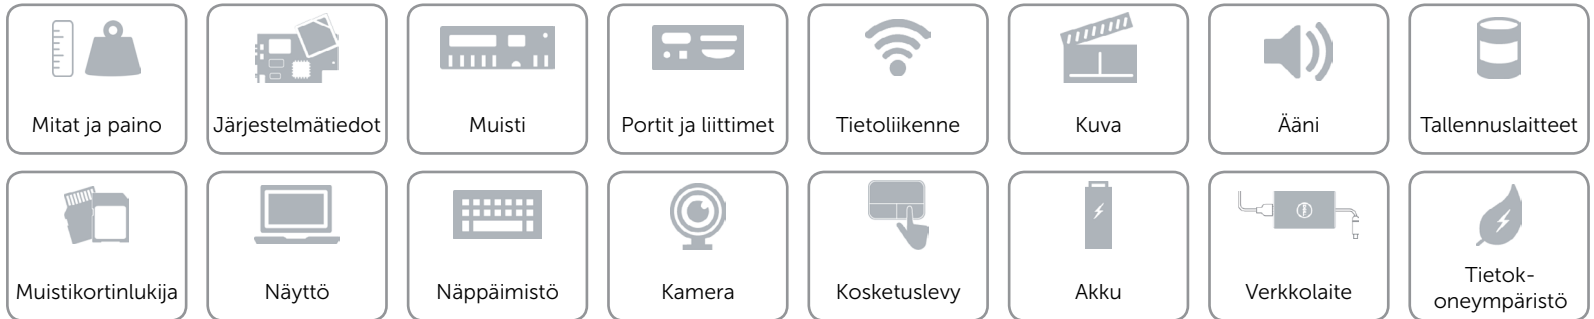 Mitat ja paino
Järjestelmätiedot
Muisti
Portit ja liittimet
Tietoliikenne
Kuva
Ääni
Tallennuslaitteet
Muistikortinlukija
Näyttö
Näppäimistö
Kamera
Kosketuslevy
Akku
Verkkolaite
Tietok-
oneympäristö